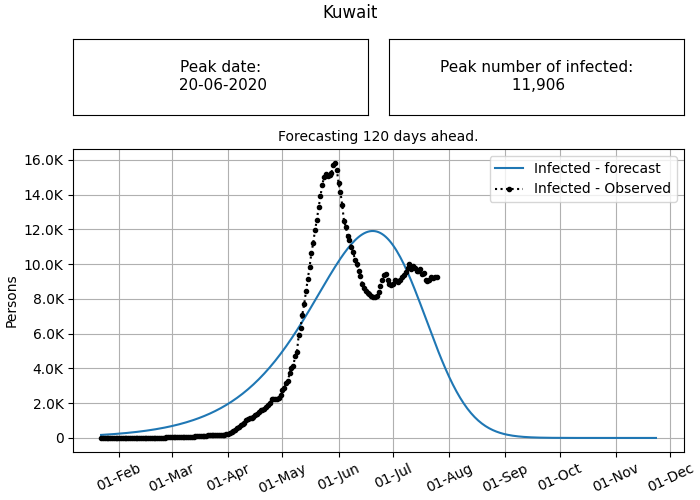 Kuwait
Peak date:
20-06-2020
Peak number of infected:
11,906
Forecasting 120 days ahead.
Infected - forecast
Infected - Observed
Persons
16.0K
14.0K
12.0K
10.0K
8.0K
6.0K
4.0K
2.0K
0
01-Feb 01-Mar 01-Apr 01-May 01-Jun 01-Jul 01-Aug 01-Sep 01-Oct 01-Nov 01-Dec